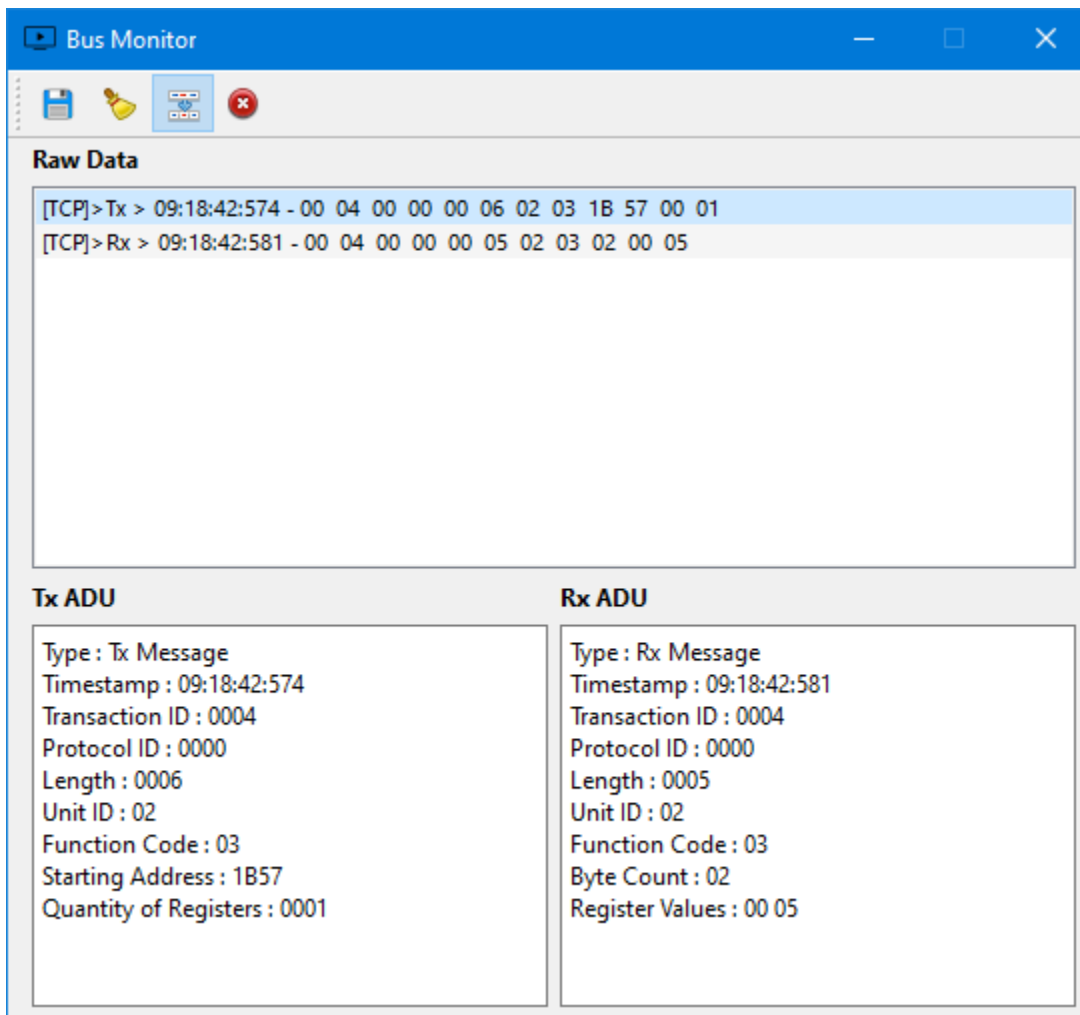 Bus Monitor
Raw Data
[TCP]>Tx > 09:18:42:574 - 00 04 00 00 00 06 02 03 1B 57 00 01
[TCP]>Rx > 09:18:42:581 - 00 04 00 00 00 05 02 03 02 00 05
Tx ADU
Type : Tx Message
Timestamp : 09:18:42:574
Transaction ID : 0004
Protocol ID : 0000
Length : 0006
Unit ID : 02
Function Code : 03
Starting Address : 1B57
Quantity of Registers : 0001
Rx ADU
Type : Rx Message
Timestamp : 09:18:42:581
Transaction ID : 0004
Protocol ID : 0000
Length : 0005
Unit ID : 02
Function Code : 03
Byte Count : 02
Register Values : 00 05